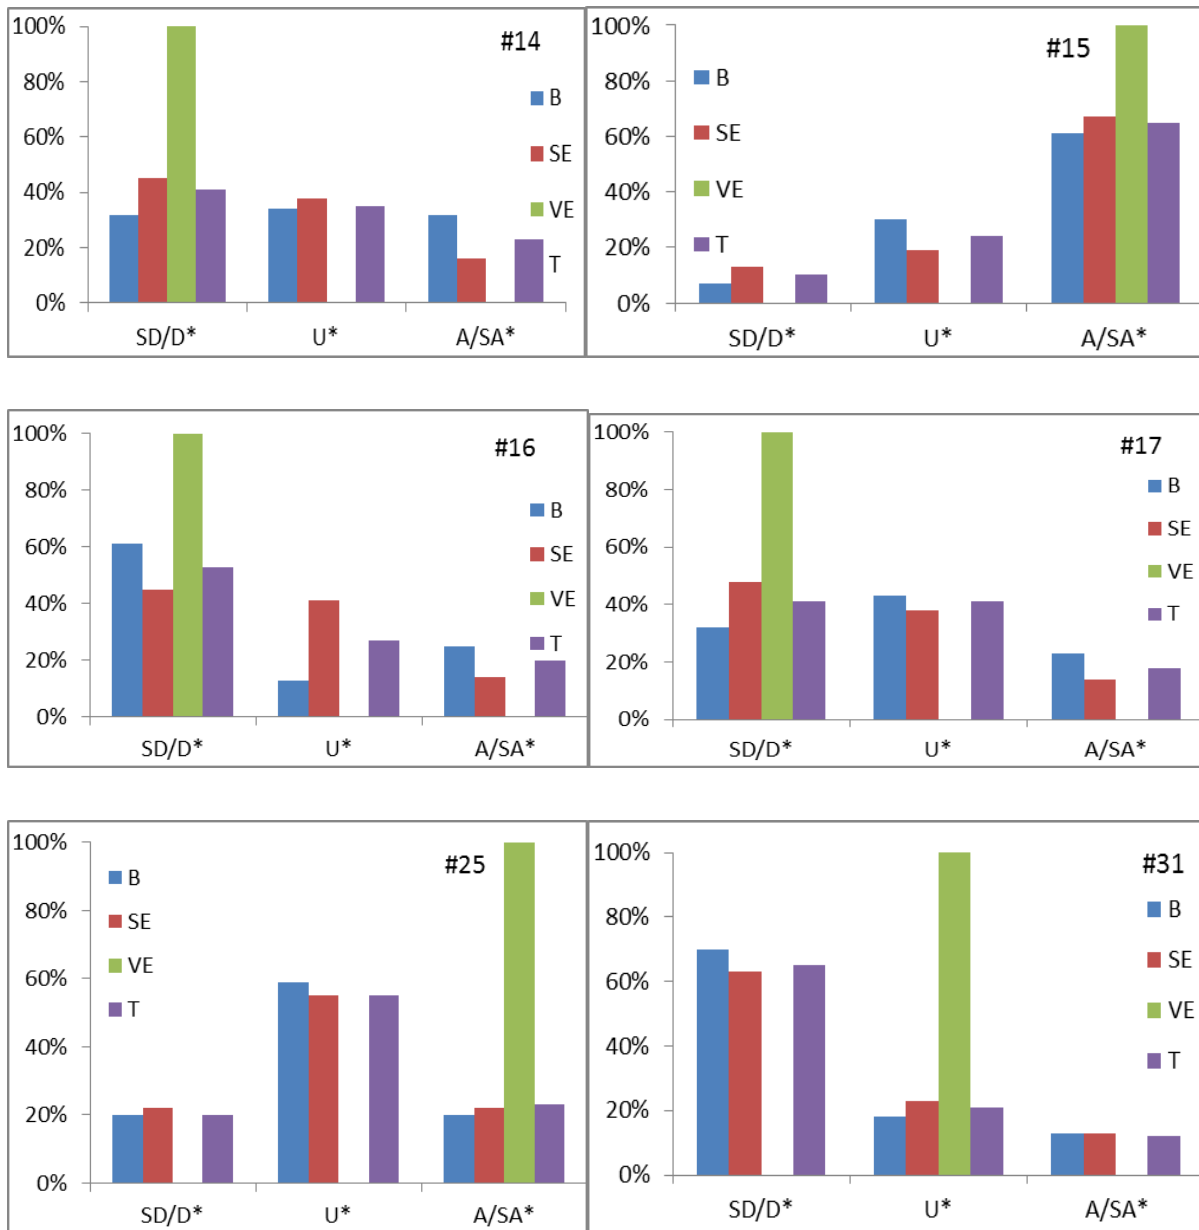 100%
80%
60%
40%
20%
0%
SD/D*
U*
A/SA*
#14
B
SE
VE
T
100%
80%
60%
40%
20%
0%
SD/D*
U*
A/SA*
#15
B
SE
VE
T
100%
80%
60%
40%
20%
0%
SD/D*
U*
A/SA*
#16
B
SE
VE
T
100%
80%
60%
40%
20%
0%
SD/D*
U*
A/SA*
#17
B
SE
VE
T
100%
80%
60%
40%
20%
0%
SD/D*
U*
A/SA*
#25
B
SE
VE
T
100%
80%
60%
40%
20%
0%
SD/D*
U*
A/SA*
#31
B
SE
VE
T